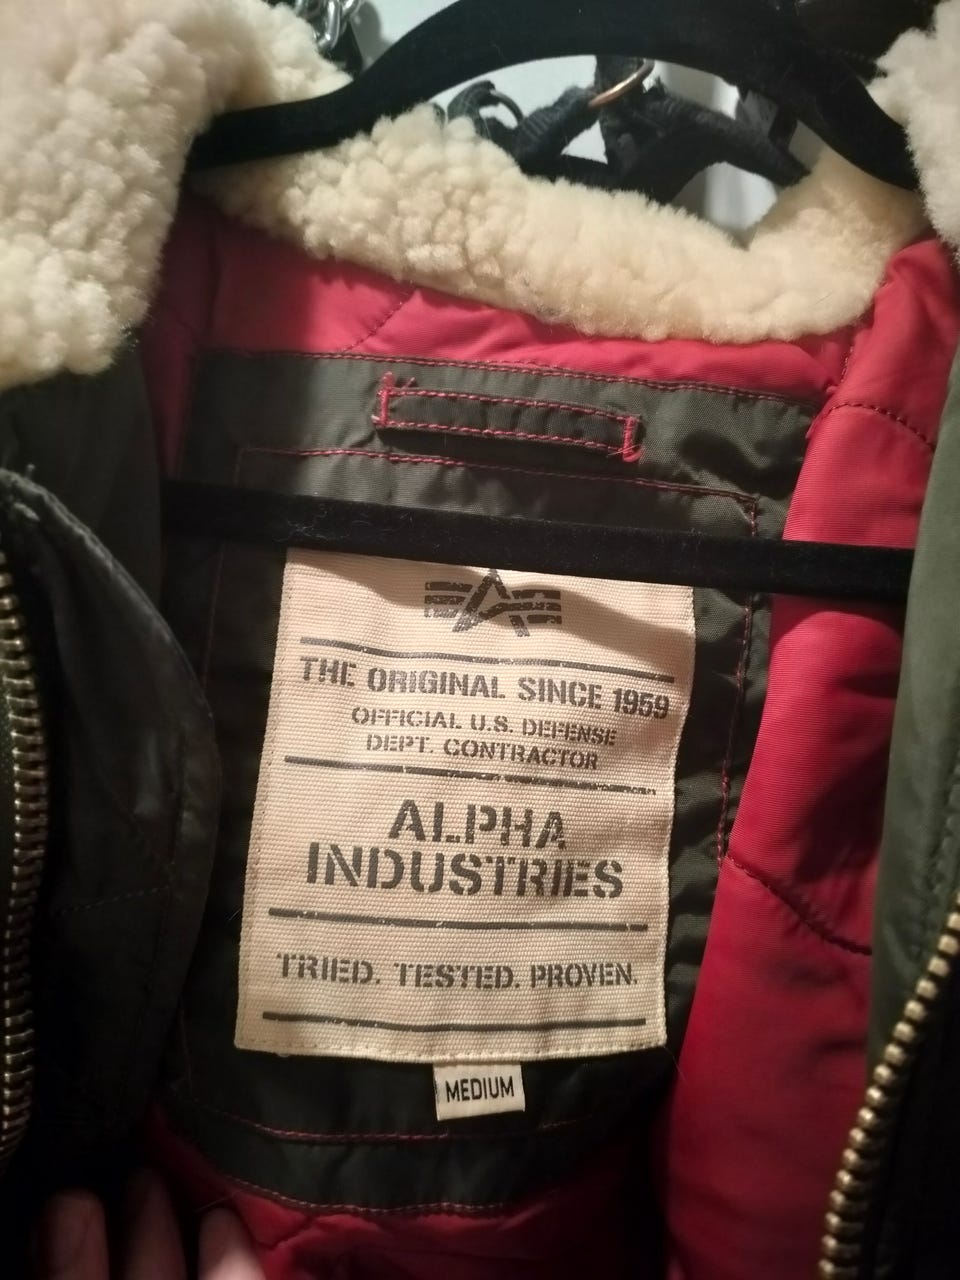 THE ORIGINAL SINCE 1959
OFFICIAL U.S. DEFENSE
DEPT. CONTRACTOR
ALPHA
INDUSTRIES
TRIED. TESTED. PROVEN.
MEDIUM